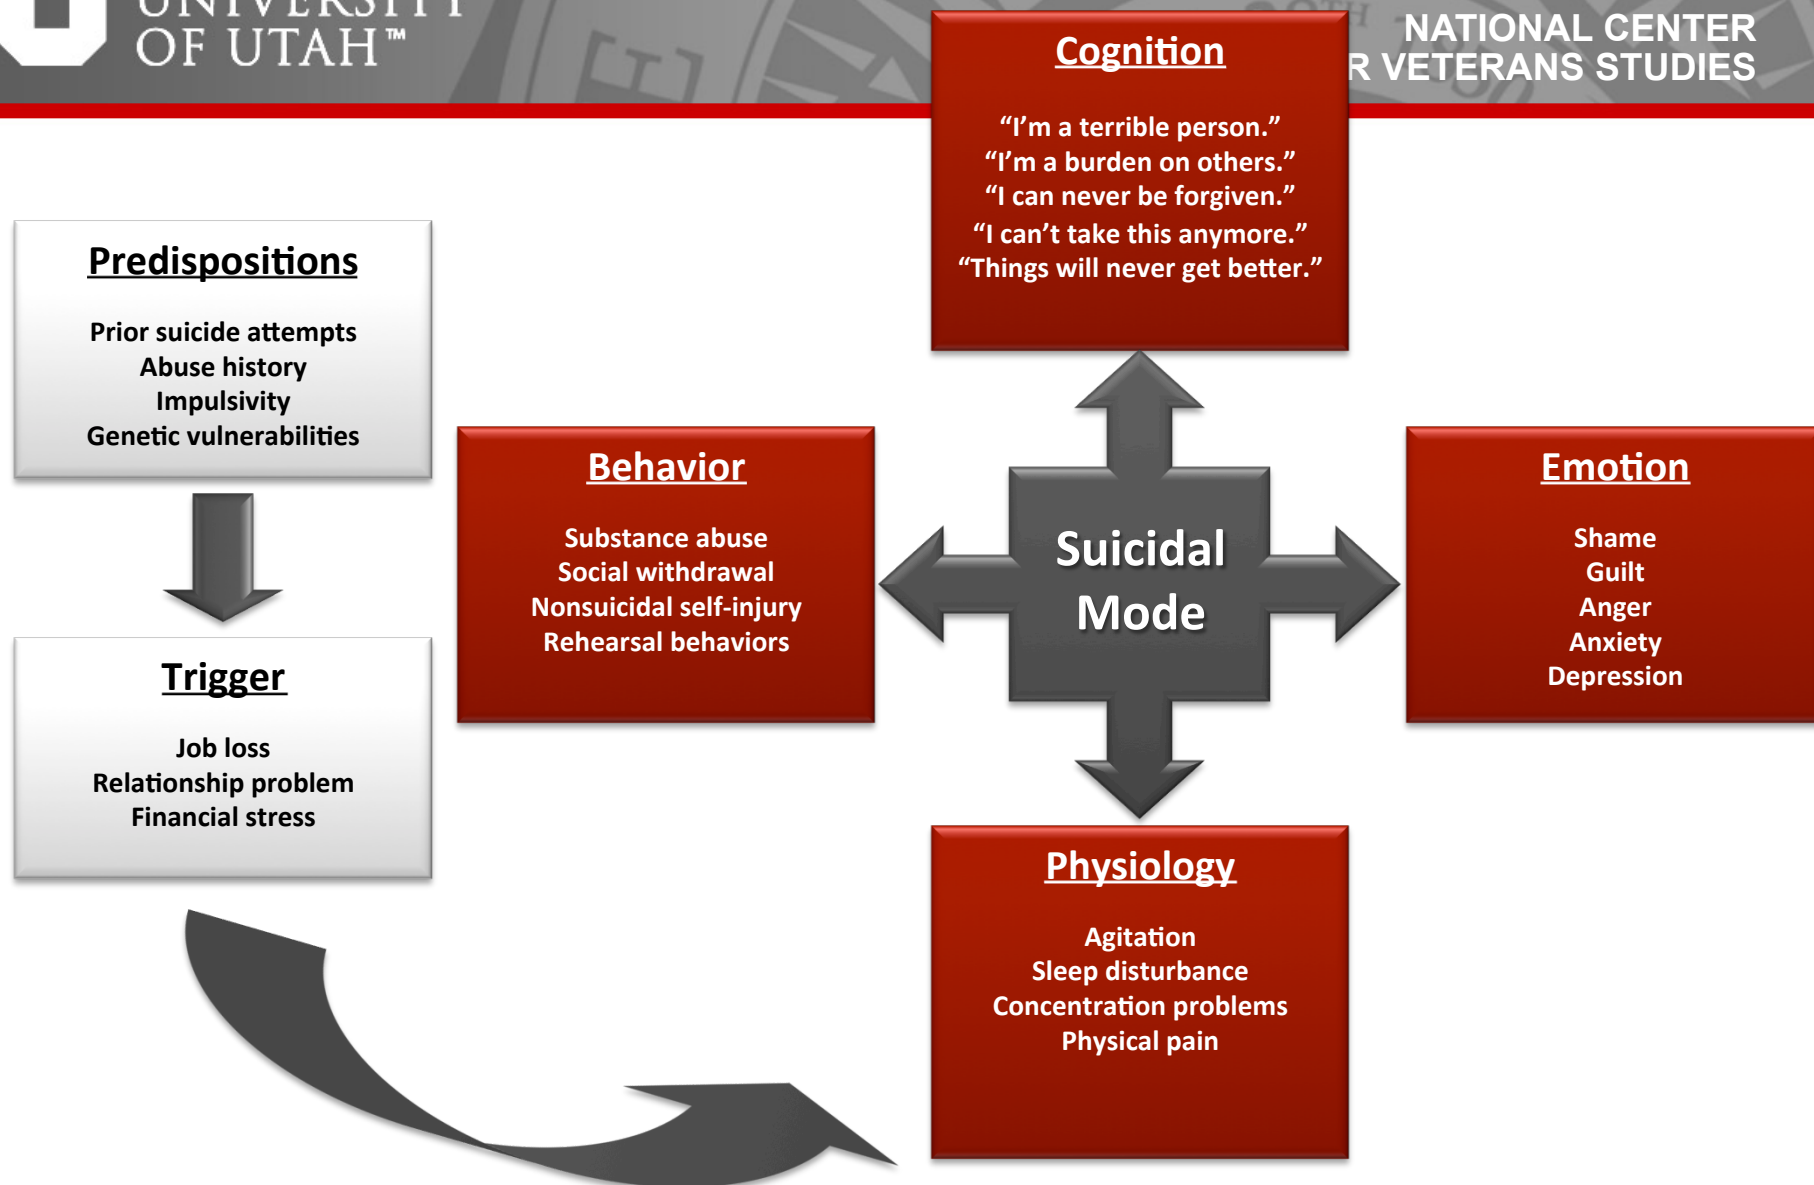 UNIVERSITY
OF UTAH™
NATIONAL CENTER
R VETERANS STUDIES
Cognition
“I’m a terrible person.”
“I’m a burden on others.”
“I can never be forgiven.”
“I can’t take this anymore.”
“Things will never get better.”
Predispositions
Prior suicide attempts
Abuse history
Impulsivity
Genetic vulnerabilities
Behavior
Substance abuse
Social withdrawal
Nonsuicidal self-injury
Rehearsal behaviors
Suicidal
Mode
Emotion
Shame
Guilt
Anger
Anxiety
Depression
Trigger
Job loss
Relationship problem
Financial stress
Physiology
Agitation
Sleep disturbance
Concentration problems
Physical pain